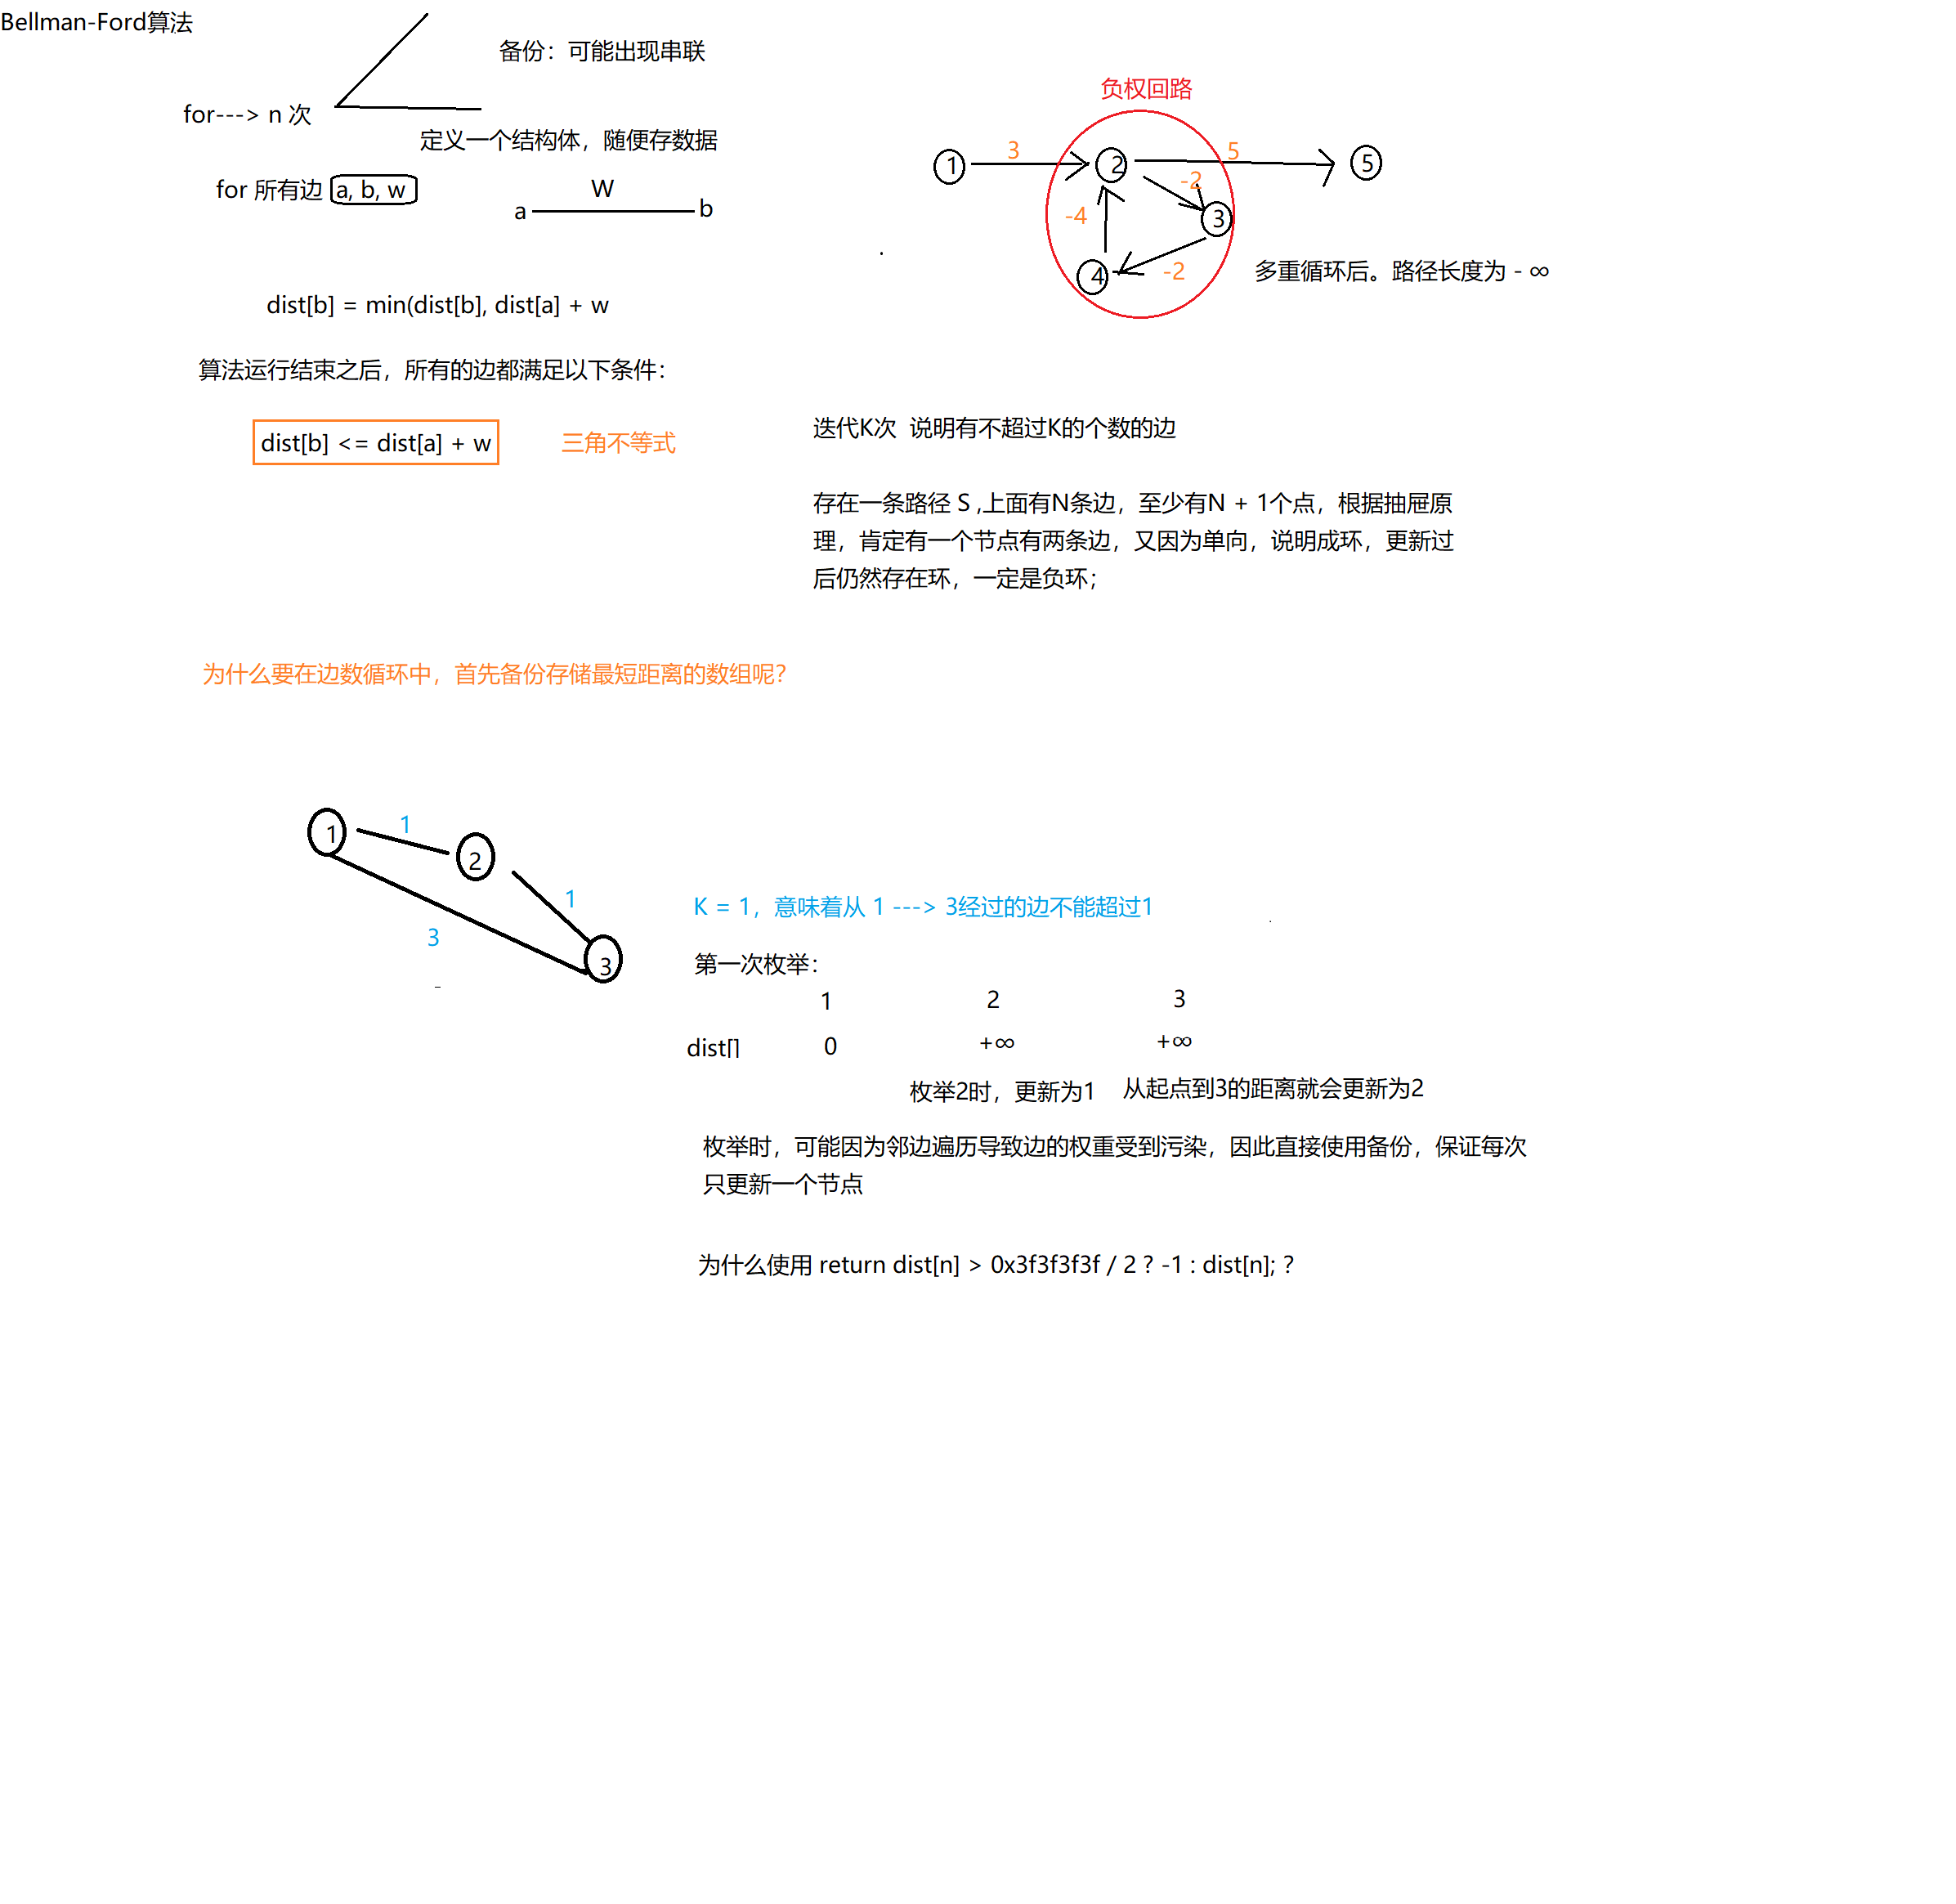 Bellman-Ford算法
备份：可能出现串联
for---> n 次
定义一个结构体，随便存数据
for 所有边 a, b, w
W
a
b
dist[b] = min(dist[b], dist[a] + w
算法运行结束之后，所有的边都满足以下条件：
dist[b] <= dist[a] + w
三角不等式
负权回路
1
3
2
5
5
-2
3
-4
4
-2
多重循环后。路径长度为 - ∞
迭代K次 说明有不超过K的个数的边
存在一条路径 S ,上面有N条边，至少有N + 1个点，根据抽屉原
理，肯定有一个节点有两条边，又因为单向，说明成环，更新过
后仍然存在环，一定是负环；
为什么要在边数循环中，首先备份存储最短距离的数组呢？
1
1
2
1
3
3
K = 1，意味着从 1 ---> 3经过的边不能超过1
第一次枚举：
1 2 3
dist[] 0 +∞ +∞
枚举2时，更新为1 从起点到3的距离就会更新为2
枚举时，可能因为邻边遍历导致边的权重受到污染，因此直接使用备份，保证每次
只更新一个节点
为什么使用 return dist[n] > 0x3f3f3f3f / 2 ? -1 : dist[n]; ?